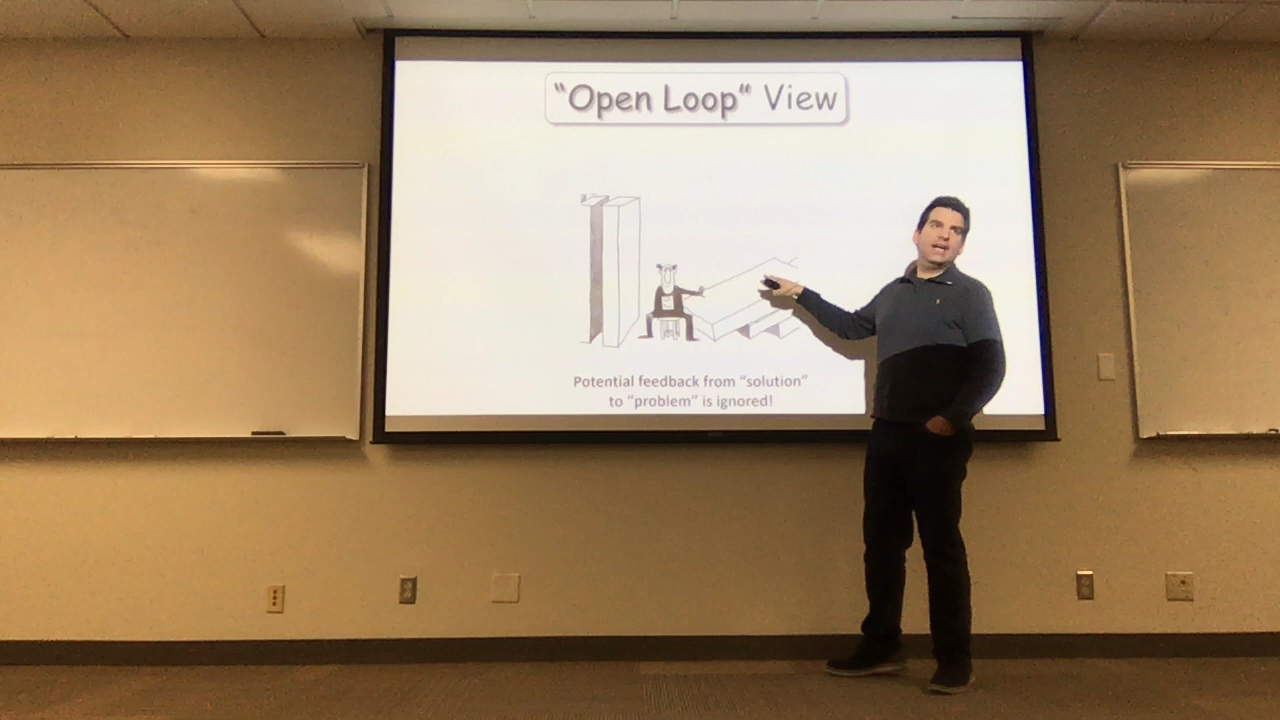 “Open Loop” View
Potential feedback from “solution”
to “problem” is ignored!